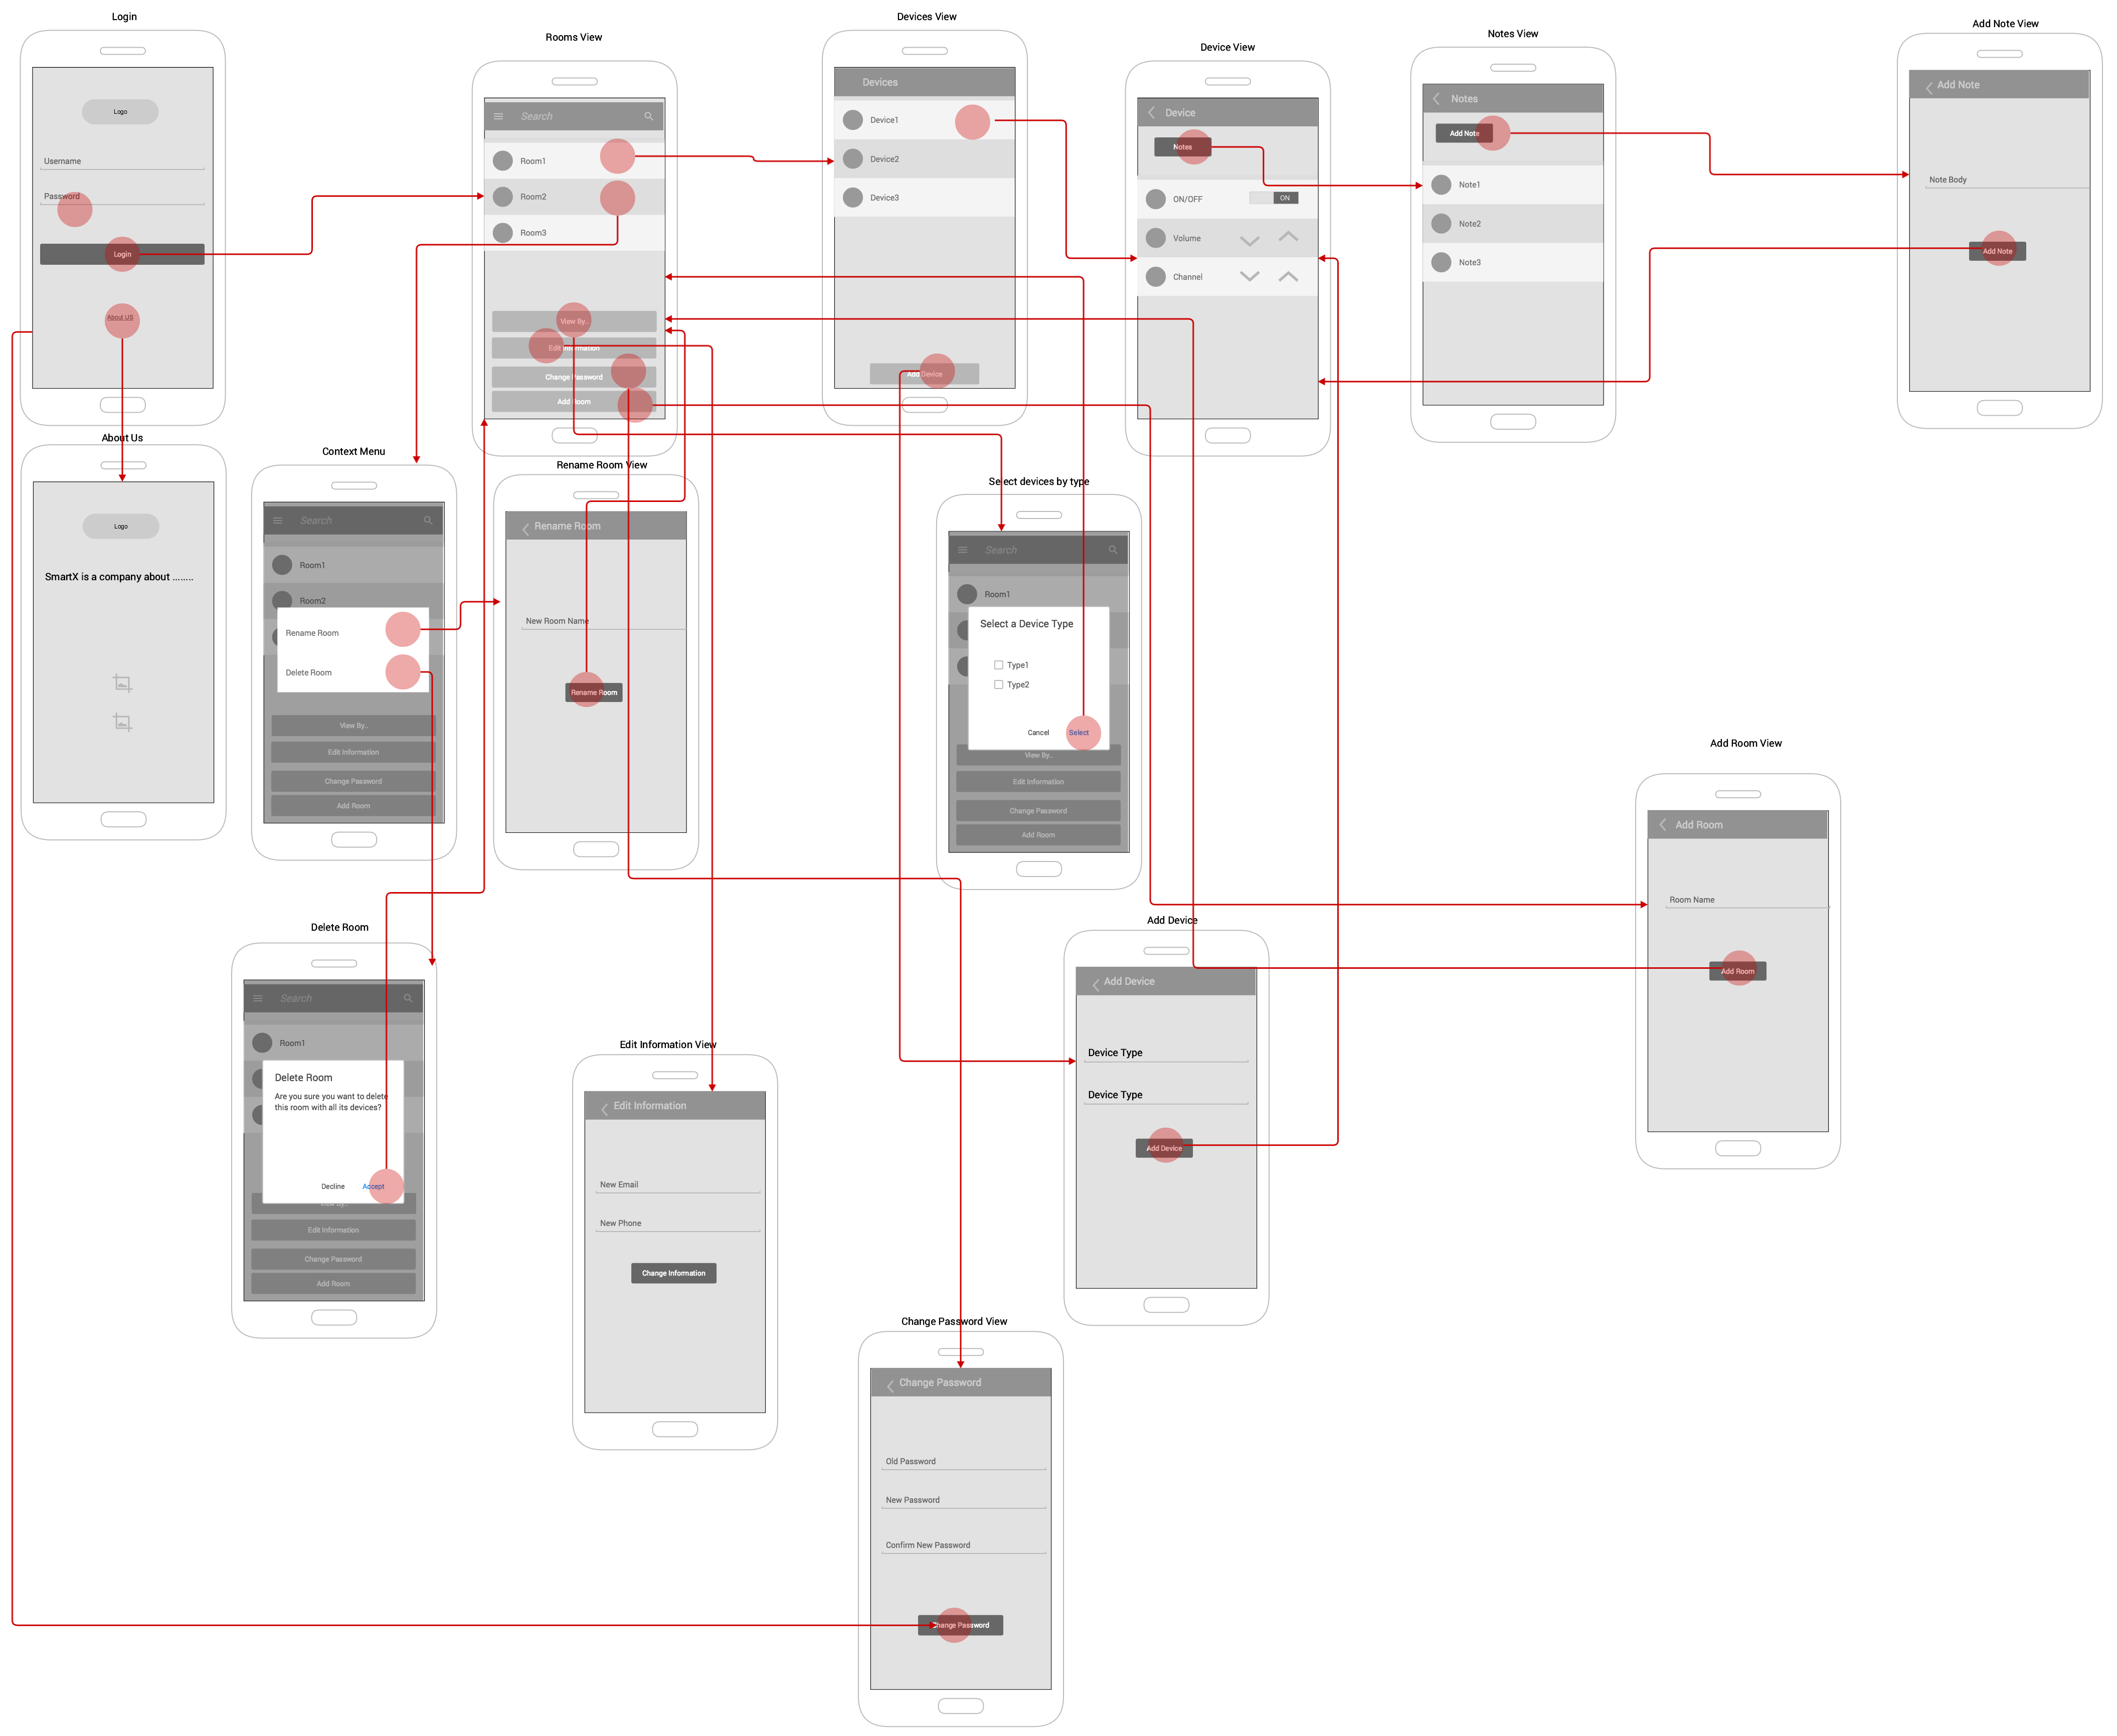 Login
Logo
Username
Password
Login
About US
Rooms View
Search
Room1
Room2
Room3
View By..
Edit Information
Change Password
Add Room
Devices View
Devices
Device1
Device2
Device3
Add Device
Device View
Device
Notes
ON/OFF
ON
Volume
Channel
Notes View
Notes
Add Note
Note1
Note2
Note3
Add Note View
Add Note
Note Body
Add Note
About Us
Logo
SmartX is a company about ........
Context Menu
Search
Room1
Room2
Rename Room
Delete Room
View By..
Edit Information
Change Password
Add Room
Rename Room View
Rename Room
New Room Name
Rename Room
Select devices by type
Search
Room1
Select a Device Type
Type1
Type2
Cancel
Select
View By..
Edit Information
Change Password
Add Room
Add Room View
Add Room
Room Name
Add Room
Delete Room
Search
Room1
Delete Room
Are you sure you want to delete
this room with all its devices?
Decline
Accept
View By..
Edit Information
Change Password
Add Room
Edit Information View
Edit Information
New Email
New Phone
Change Information
Add Device
Add Device
Device Type
Device Type
Add Device
Change Password View
Change Password
Old Password
New Password
Confirm New Password
Change Password